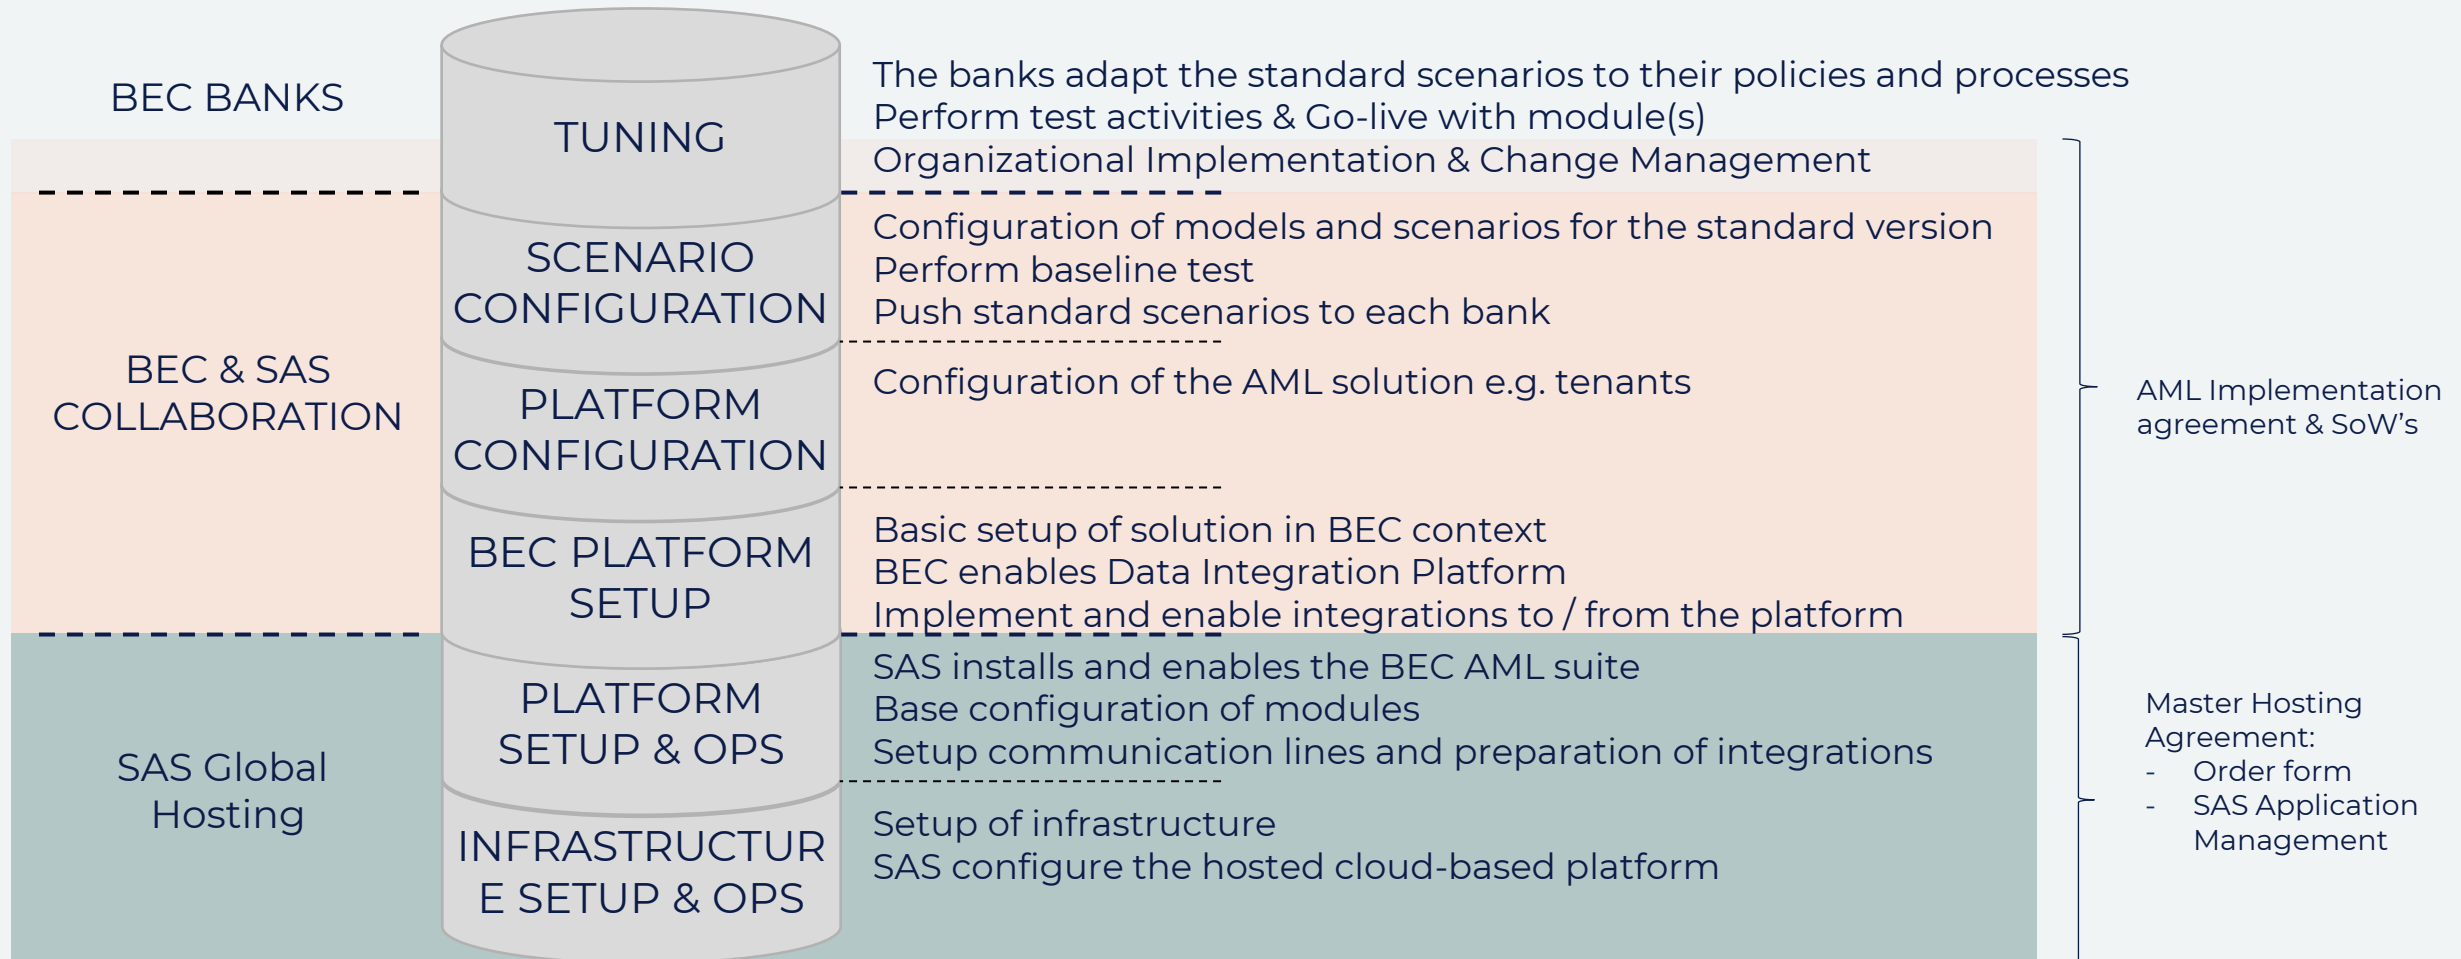 BEC BANKS
TUNING
The banks adapt the standard scenarios to their policies and processes
Perform test activities & Go-live with module(s)
Organizational Implementation & Change Management
BEC & SAS
COLLABORATION
SCENARIO
CONFIGURATION
Configuration of models and scenarios for the standard version
Perform baseline test
Push standard scenarios to each bank
PLATFORM
CONFIGURATION
Configuration of the AML solution e.g. tenants
BEC PLATFORM
SETUP
Basic setup of solution in BEC context
BEC enables Data Integration Platform
Implement and enable integrations to / from the platform
AML Implementation
agreement & SoW’s
SAS Global
Hosting
PLATFORM
SETUP & OPS
SAS installs and enables the BEC AML suite
Base configuration of modules
Setup communication lines and preparation of integrations
INFRASTRUCTUR
E SETUP & OPS
Setup of infrastructure
SAS configure the hosted cloud-based platform
Master Hosting
Agreement:
- Order form
- SAS Application
Management